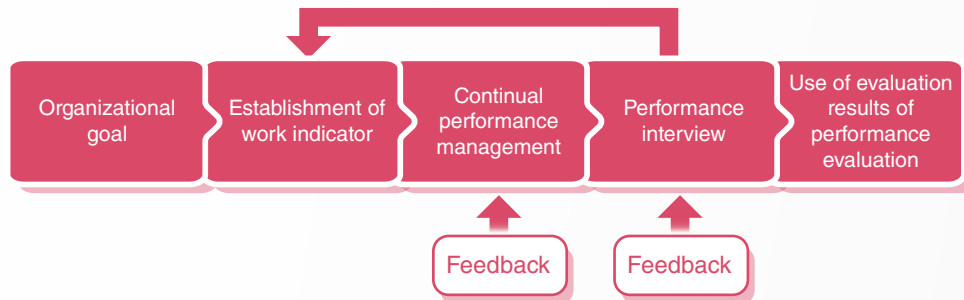 Organizational
goal
Establishment of
work indicator
Continual
performance
management
Performance
interview
Use of evaluation
results of
performance
evaluation
Feedback
Feedback